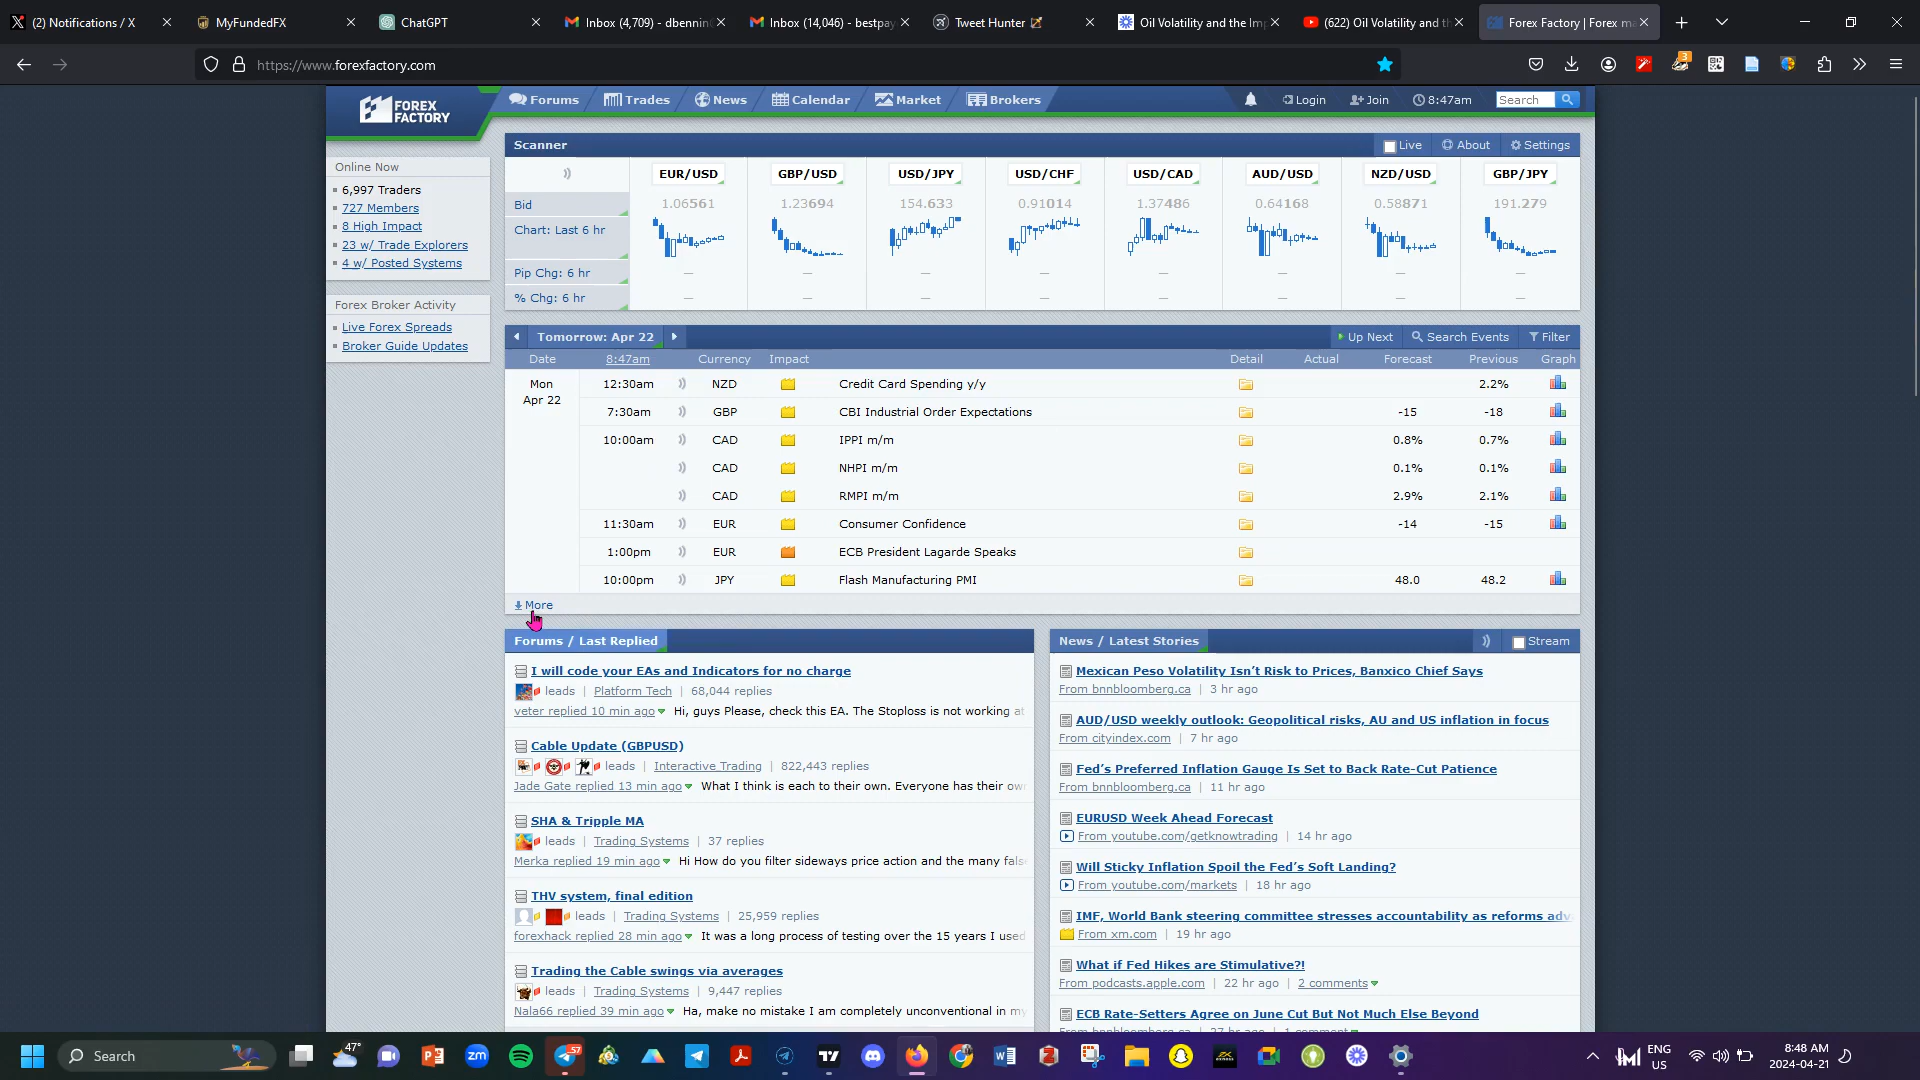 (2) Notifications / X
MyFundedFX
ChatGPT
Inbox (4,709) - dbennin
Inbox (14,046) - bestpay
Tweet Hunter
Oil Volatility and the Imp
(622) Oil Volatility and th
Forex Factory | Forex ma
https://www.forexfactory.com
3
FOREX
FACTORY
Forums
Trades
News
Calendar
Market
Brokers
Login
Join
8:47am
Search
Online Now
6,997 Traders
727 Members
8 High Impact
23 w/ Trade Explorers
4 w/ Posted Systems
Forex Broker Activity
Live Forex Spreads
Broker Guide Updates
Scanner
Live
About
Settings
EUR/USD GBP/USD USD/JPY USD/CHF USD/CAD AUD/USD NZD/USD GBP/JPY
Bid 1.06561 1.23694 154.633 0.91014 1.37486 0.64168 0.58871 191.279
Chart: Last 6 hr
Pip Chg: 6 hr — — — — — — — —
% Chg: 6 hr — — — — — — — —
Tomorrow: Apr 22
Up Next
Search Events
Filter
Date 8:47am Currency Impact Detail Actual Forecast Previous Graph
Mon
Apr 22
12:30am NZD Credit Card Spending y/y 2.2%
7:30am GBP CBI Industrial Order Expectations -15 -18
10:00am CAD IPPI m/m 0.8% 0.7%
CAD NHPI m/m 0.1% 0.1%
CAD RMPI m/m 2.9% 2.1%
11:30am EUR Consumer Confidence -14 -15
1:00pm EUR ECB President Lagarde Speaks
10:00pm JPY Flash Manufacturing PMI 48.0 48.2
More
Forums / Last Replied
I will code your EAs and Indicators for no charge
leads | Platform Tech | 68,044 replies
veter replied 10 min ago Hi, guys Please, check this EA. The Stoploss is not working at
Cable Update (GBPUSD)
leads | Interactive Trading | 822,443 replies
Jade Gate replied 13 min ago What I think is each to their own. Everyone has their own
SHA & Tripple MA
leads | Trading Systems | 37 replies
Merka replied 19 min ago Hi How do you filter sideways price action and the many fals
THV system, final edition
leads | Trading Systems | 25,959 replies
forexhack replied 28 min ago It was a long process of testing over the 15 years I used
Trading the Cable swings via averages
leads | Trading Systems | 9,447 replies
Nala66 replied 39 min ago Ha, make no mistake I am completely unconventional in my
News / Latest Stories
Stream
Mexican Peso Volatility Isn't Risk to Prices, Banxico Chief Says
From bnnbloomberg.ca | 3 hr ago
AUD/USD weekly outlook: Geopolitical risks, AU and US inflation in focus
From cityindex.com | 7 hr ago
Fed's Preferred Inflation Gauge Is Set to Back Rate-Cut Patience
From bnnbloomberg.ca | 11 hr ago
EURUSD Week Ahead Forecast
From youtube.com/getknowtrading | 14 hr ago
Will Sticky Inflation Spoil the Fed's Soft Landing?
From youtube.com/markets | 18 hr ago
IMF, World Bank steering committee stresses accountability as reforms adv
From xm.com | 19 hr ago
What if Fed Hikes are Stimulative?!
From podcasts.apple.com | 22 hr ago | 2 comments
ECB Rate-Setters Agree on June Cut But Not Much Else Beyond
From bnnbloomberg.ca | 27 hr ago | 1 comment
Search
47°
zm
57
ENG
US
8:48 AM
2024-04-21